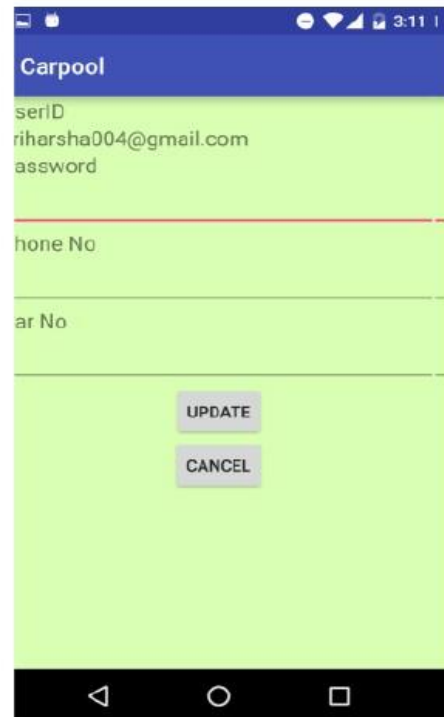 3:11
Carpool
serID
riharsha004@gmail.com
assword
hone No
ar No
UPDATE
CANCEL